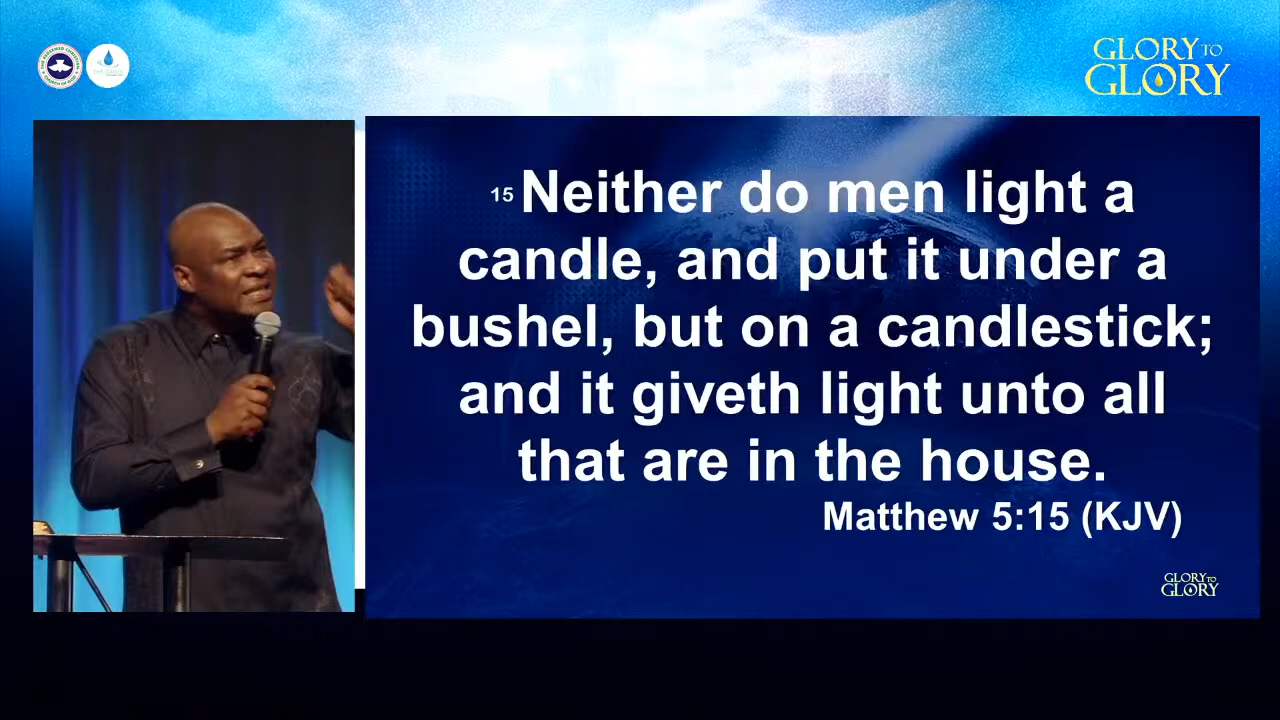 GLORY TO
GLORY
15 Neither do men light a
candle, and put it under a
bushel, but on a candlestick;
and it giveth light unto all
that are in the house.
Matthew 5:15 (KJV)
GLORY TO
GLORY